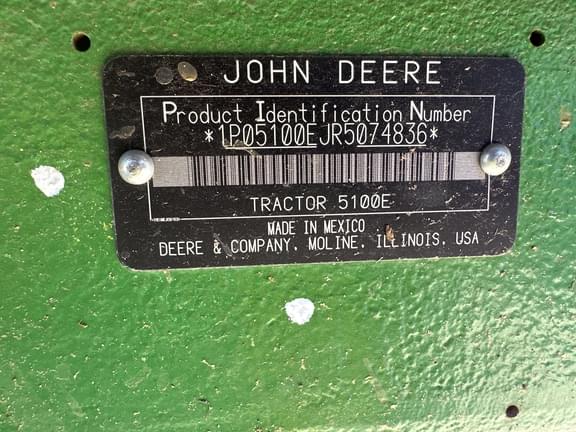 JOHN DEERE
Product Identification Number
*1P05100EJR5074836*
TRACTOR 5100E
MADE IN MEXICO
DEERE & COMPANY, MOLINE, ILLINOIS, USA